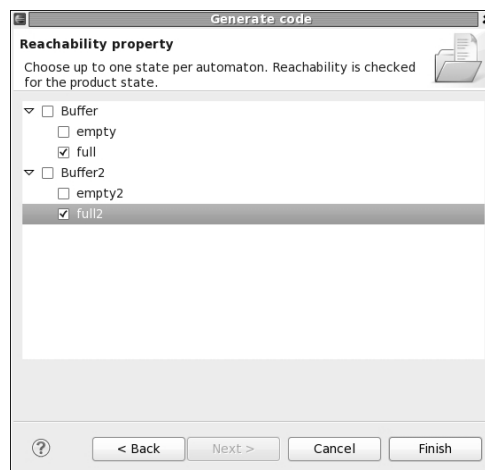 Generate code
Reachability property
Choose up to one state per automaton. Reachability is checked
for the product state.
Buffer
empty
full
Buffer2
empty2
full2
?
< Back
Next >
Cancel
Finish